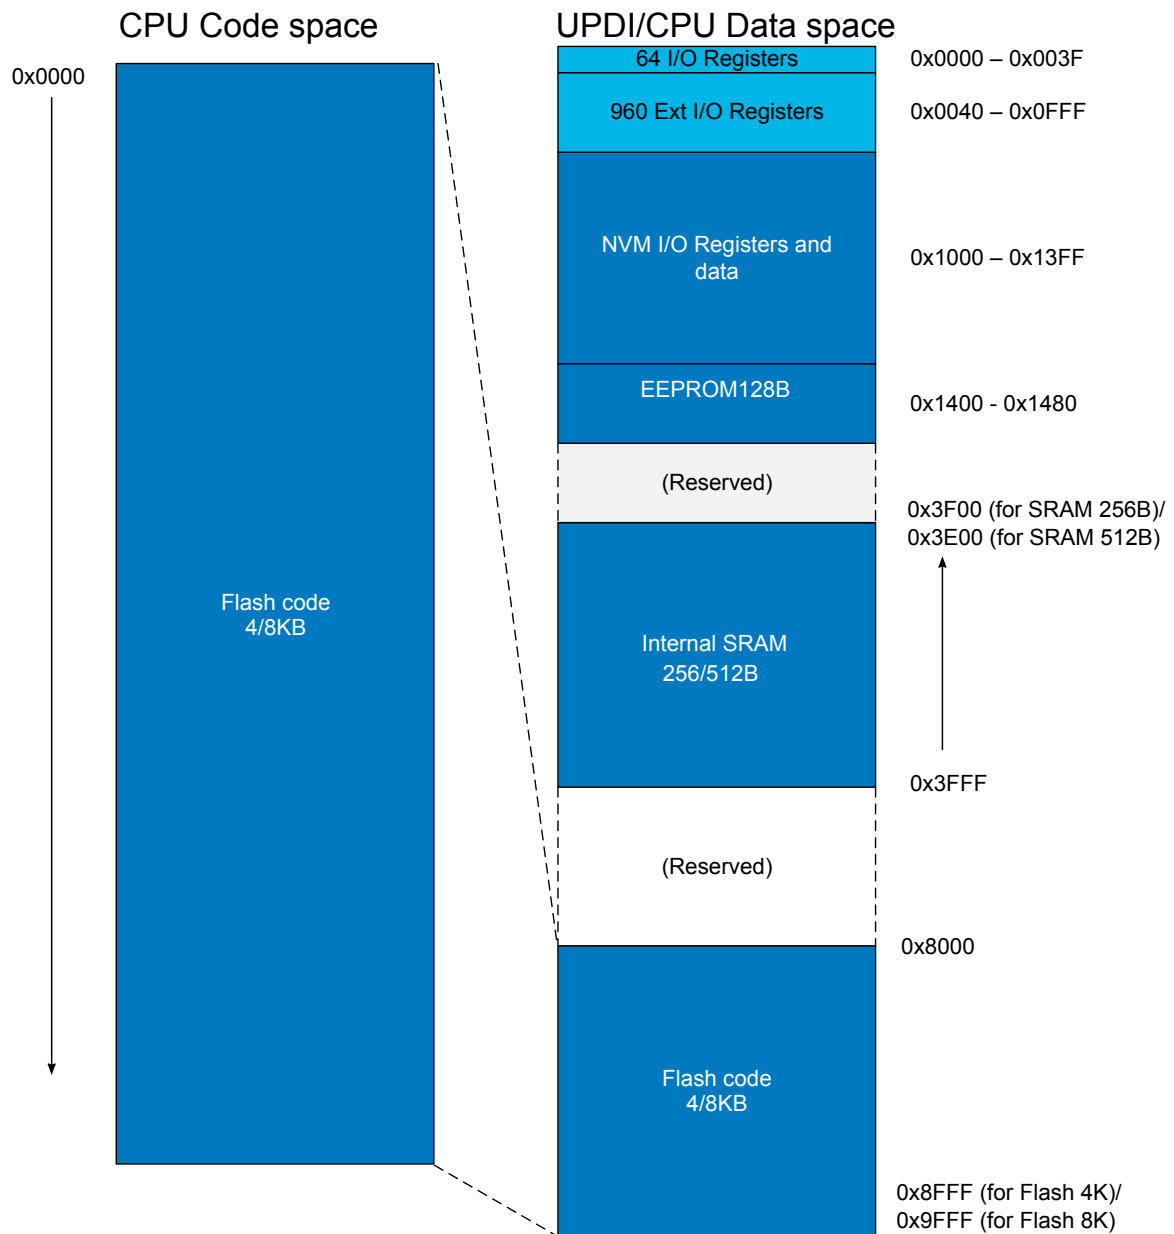 CPU Code space
UPDI/CPU Data space
0x0000
64 I/O Registers
0x0000 – 0x003F
960 Ext I/O Registers
0x0040 – 0x0FFF
NVM I/O Registers and
data
0x1000 – 0x13FF
EEPROM128B
0x1400 - 0x1480
(Reserved)
0x3F00 (for SRAM 256B)/
0x3E00 (for SRAM 512B)
Flash code
4/8KB
Internal SRAM
256/512B
0x3FFF
(Reserved)
0x8000
Flash code
4/8KB
0x8FFF (for Flash 4K)/
0x9FFF (for Flash 8K)